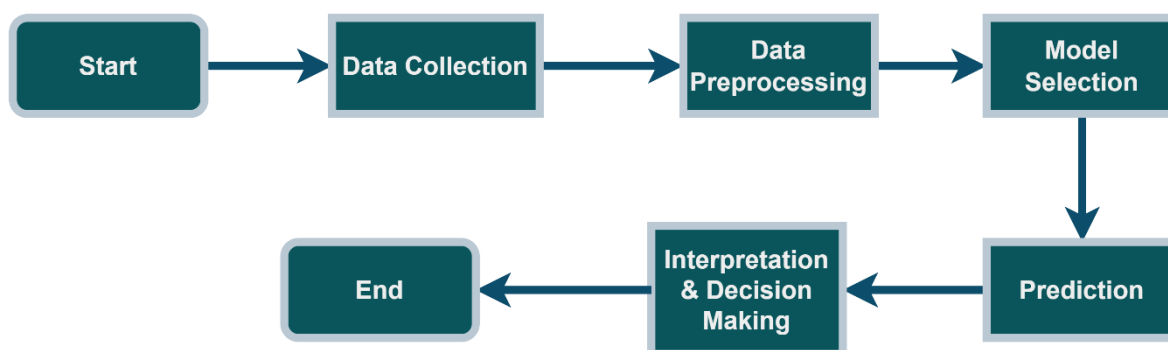 Start
Data Collection
Data
Preprocessing
Model
Selection
Prediction
Interpretation
& Decision
Making
End